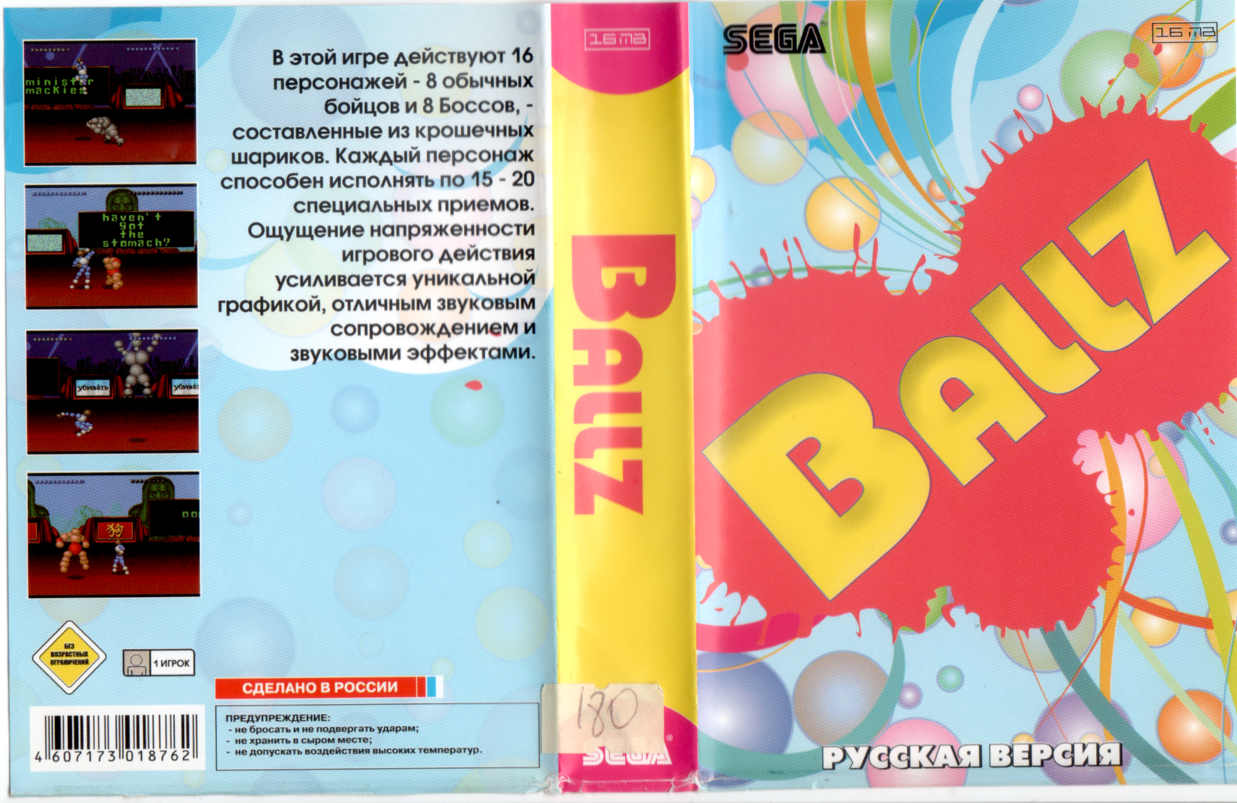 minister
mackies
haven't
got
the
stomach?
убивать
убива
狗
В этой игре действуют 16
персонажей - 8 обычных
бойцов и 8 Боссов, -
составленные из крошечных
шариков. Каждый персонаж
способен исполнять по 15 - 20
специальных приемов.
Ощущение напряженности
игрового действия
усиливается уникальной
графикой, отличным звуковым
сопровождением и
звуковыми эффектами.
БЕЗ
ВОЗРАСТНЫХ
ОГРАНИЧЕНИЙ
1 ИГРОК
4 607173 018762
СДЕЛАНО В РОССИИ
ПРЕДУПРЕЖДЕНИЕ:
- не бросать и не подвергать ударам;
- не хранить в сыром месте;
- не допускать воздействия высоких температур.
16 MB
BALLZ
180
SEGA
SEGA
16 MB
BALLZ
РУССКАЯ ВЕРСИЯ